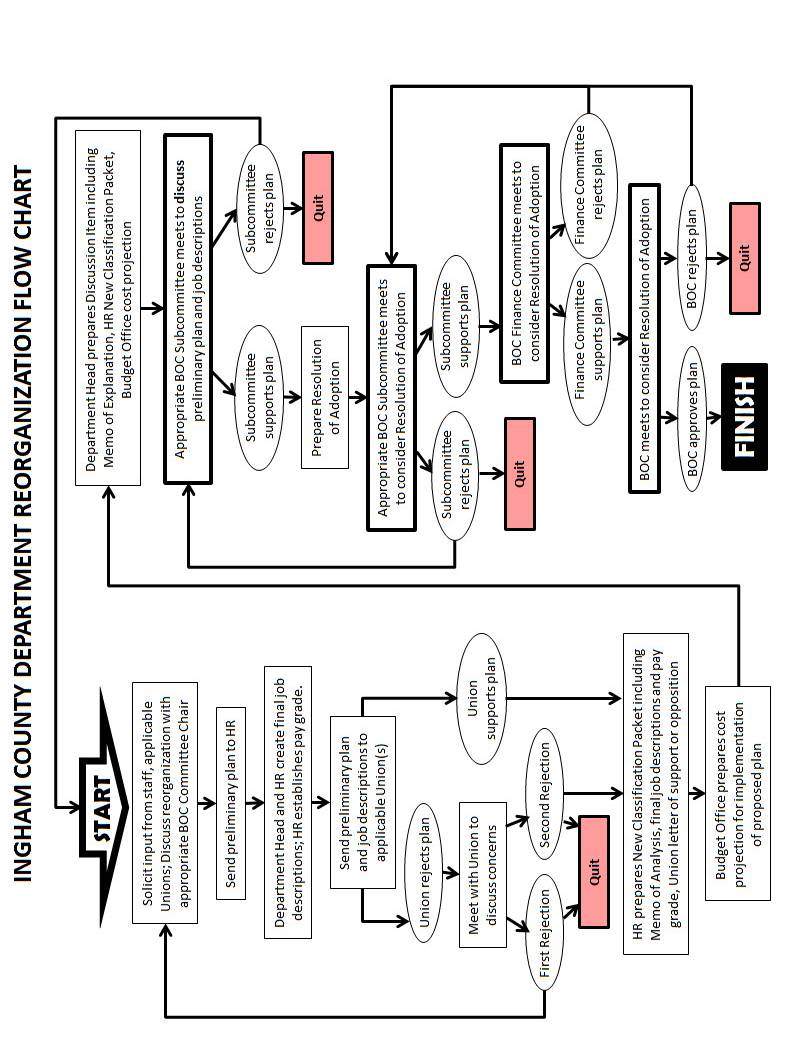 INGHAM COUNTY DEPARTMENT REORGANIZATION FLOW CHART
START
Solicit input from staff, applicable
Unions; Discuss reorganization with
appropriate BOC Committee Chair
Send preliminary plan to HR
Department Head and HR create final job
descriptions; HR establishes pay grade.
Send preliminary plan
and job descriptions to
applicable Union(s)
Union rejects plan
Union
supports plan
Meet with Union to
discuss concerns
First Rejection
Second Rejection
Quit
HR prepares New Classification Packet including
Memo of Analysis, final job descriptions and pay
grade, Union letter of support or opposition
Budget Office prepares cost
projection for implementation
of proposed plan
Department Head prepares Discussion Item including
Memo of Explanation, HR New Classification Packet,
Budget Office cost projection
Appropriate BOC Subcommittee meets to discuss
preliminary plan and job descriptions
Subcommittee
supports plan
Subcommittee
rejects plan
Quit
Prepare Resolution
of Adoption
Appropriate BOC Subcommittee meets
to consider Resolution of Adoption
Subcommittee
rejects plan
Subcommittee
supports plan
Quit
BOC Finance Committee meets to
consider Resolution of Adoption
Finance Committee
supports plan
Finance Committee
rejects plan
BOC meets to consider Resolution of Adoption
BOC approves plan
BOC rejects plan
FINISH
Quit